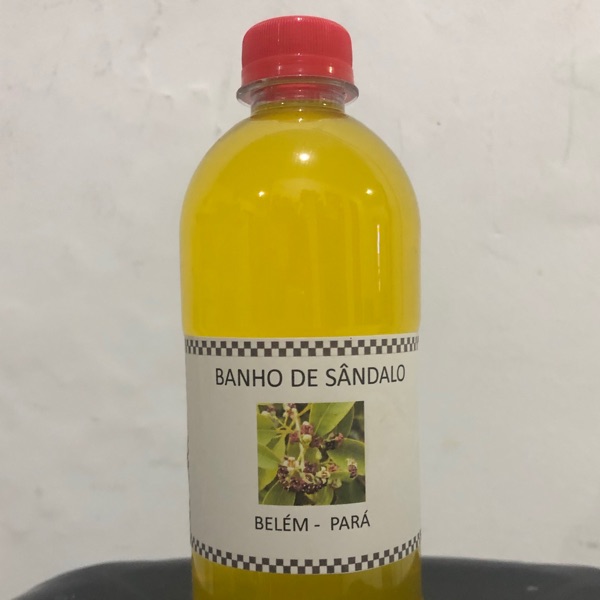 BANHO DE SÂNDALO
BELÉM - PARÁ